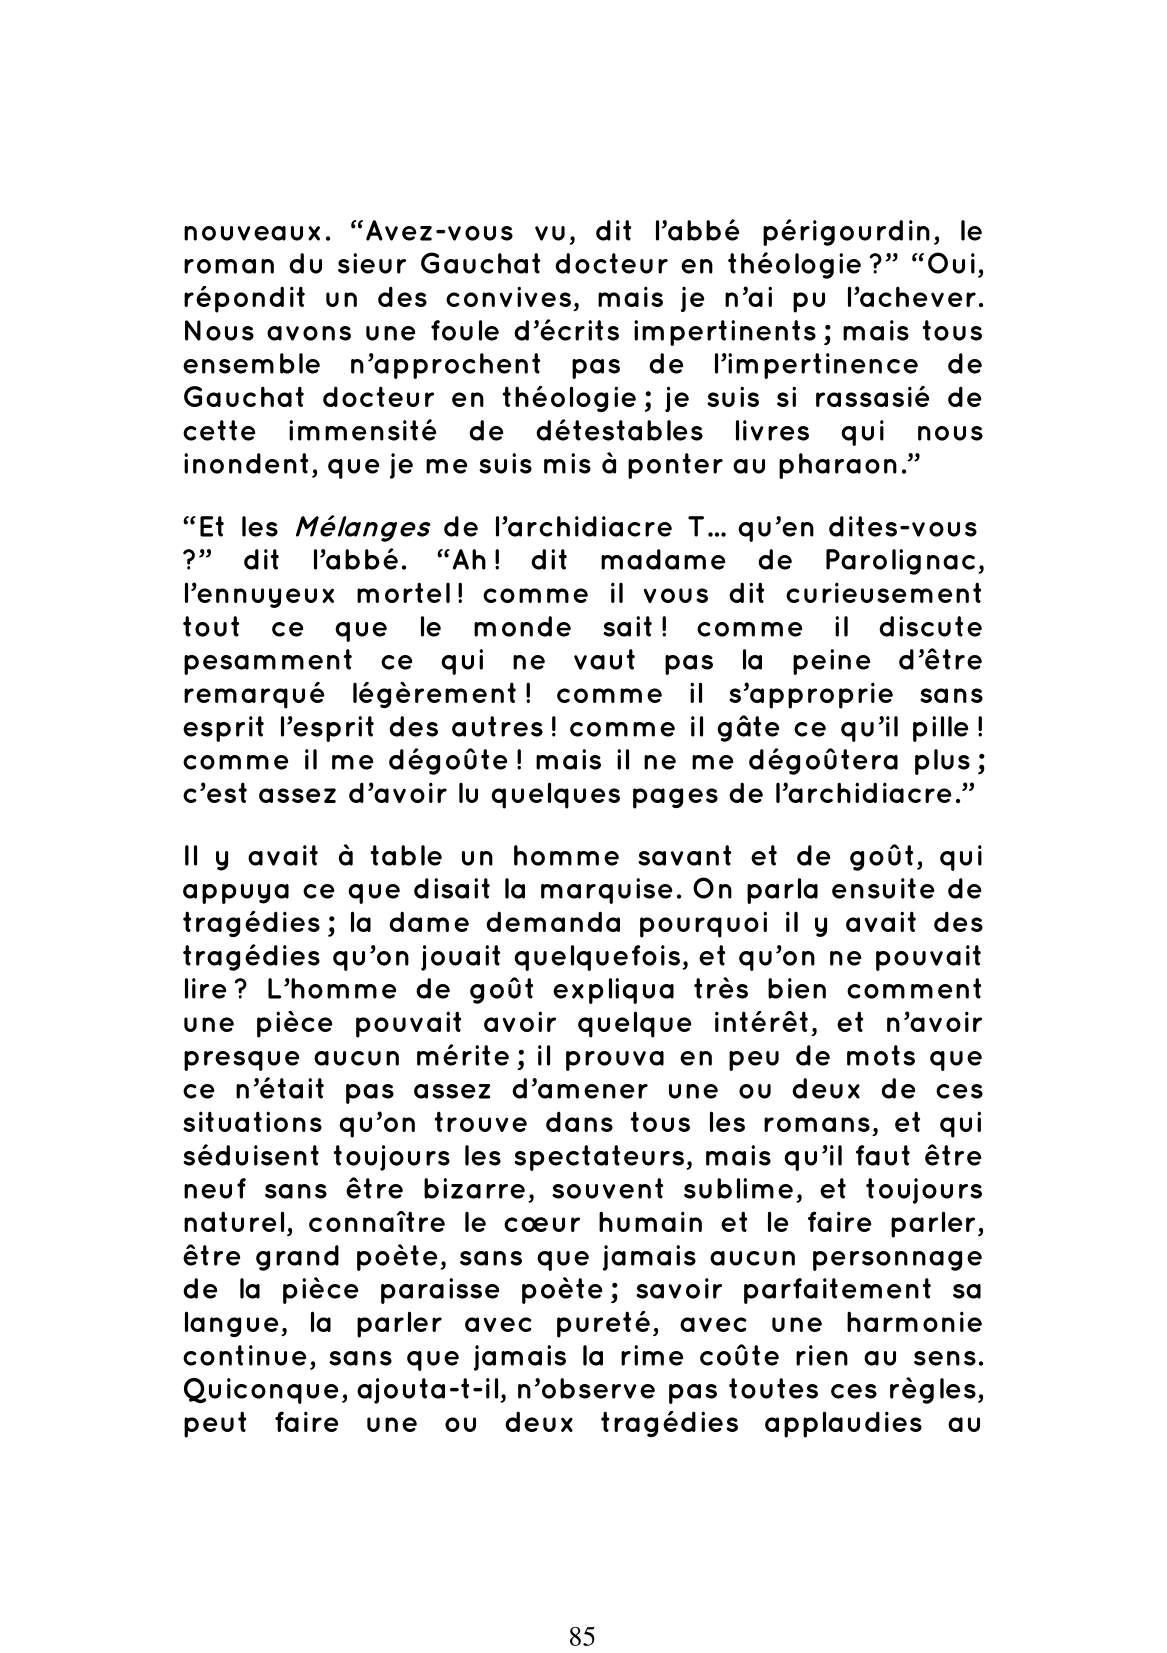 nouveaux. “Avez-vous vu, dit l’abbé périgourdin, le
roman du sieur Gauchat docteur en théologie ?” “Oui,
répondit un des convives, mais je n’ai pu l’achever.
Nous avons une foule d’écrits impertinents ; mais tous
ensemble n’approchent pas de l’impertinence de
Gauchat docteur en théologie ; je suis si rassasié de
cette immensité de détestables livres qui nous
inondent, que je me suis mis à ponter au pharaon.”
“Et les Mélanges de l’archidiacre T… qu’en dites-vous
?” dit l’abbé. “Ah ! dit madame de Parolignac,
l’ennuyeux mortel ! comme il vous dit curieusement
tout ce que le monde sait ! comme il discute
pesamment ce qui ne vaut pas la peine d’être
remarqué légèrement ! comme il s’approprie sans
esprit l’esprit des autres ! comme il gâte ce qu’il pille !
comme il me dégoûte ! mais il ne me dégoûtera plus ;
c’est assez d’avoir lu quelques pages de l’archidiacre.”
Il y avait à table un homme savant et de goût, qui
appuya ce que disait la marquise. On parla ensuite de
tragédies ; la dame demanda pourquoi il y avait des
tragédies qu’on jouait quelquefois, et qu’on ne pouvait
lire ? L’homme de goût expliqua très bien comment
une pièce pouvait avoir quelque intérêt, et n’avoir
presque aucun mérite ; il prouva en peu de mots que
ce n’était pas assez d’amener une ou deux de ces
situations qu’on trouve dans tous les romans, et qui
séduisent toujours les spectateurs, mais qu’il faut être
neuf sans être bizarre, souvent sublime, et toujours
naturel, connaître le cœur humain et le faire parler,
être grand poète, sans que jamais aucun personnage
de la pièce paraisse poète ; savoir parfaitement sa
langue, la parler avec pureté, avec une harmonie
continue, sans que jamais la rime coûte rien au sens.
Quiconque, ajouta-t-il, n’observe pas toutes ces règles,
peut faire une ou deux tragédies applaudies au
85